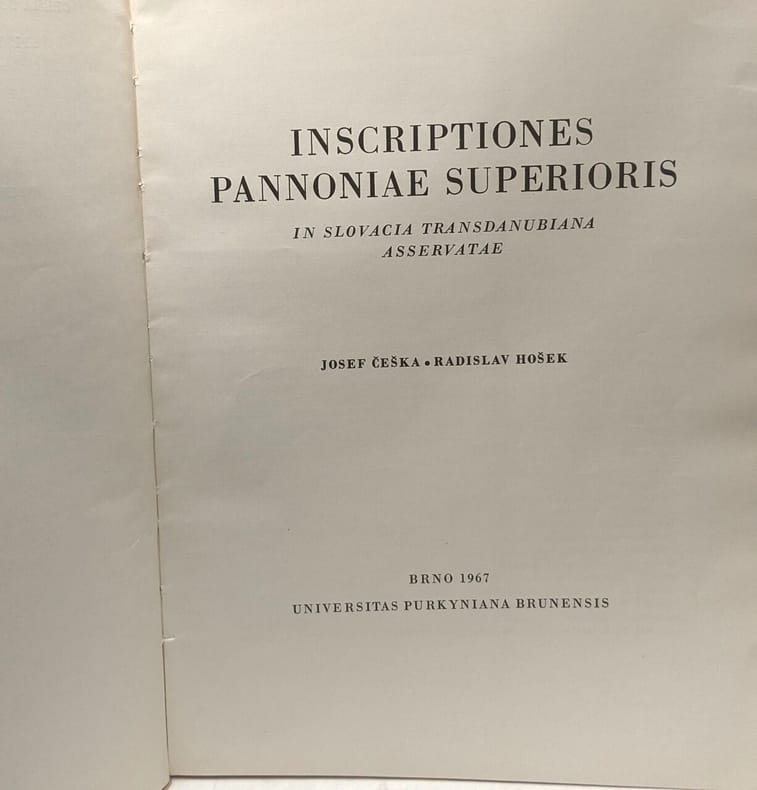 INSCRIPTIONES
PANNONIAE SUPERIORIS
IN SLOVACIA TRANSDANUBIANA
ASSERVATAE
JOSEF ČEŠKA • RADISLAV HOŠEK
BRNO 1967
UNIVERSITAS PURKYNIANA BRUNENSIS